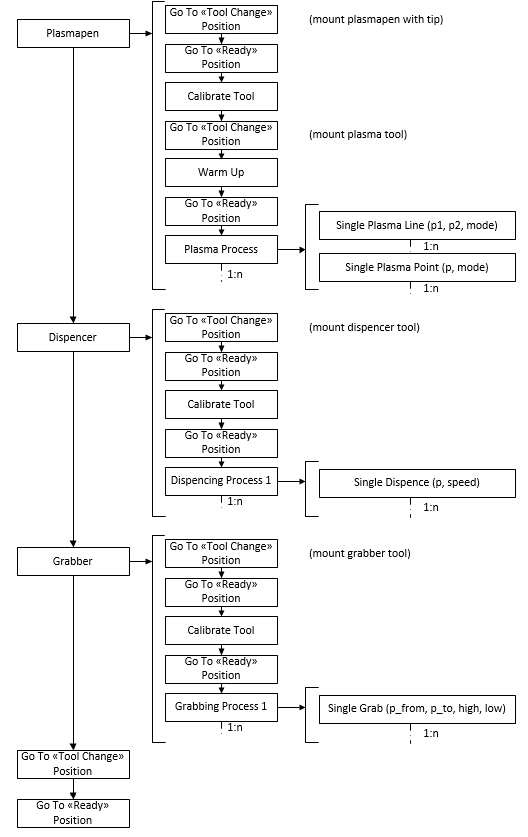 Plasmapen
Go To «Tool Change»
Position
(mount plasmapen with tip)
Go To «Ready»
Position
Calibrate Tool
Go To «Tool Change»
Position
(mount plasma tool)
Warm Up
Go To «Ready»
Position
Plasma Process
1:n
Single Plasma Line (p1, p2, mode)
1:n
Single Plasma Point (p, mode)
1:n
Dispencer
Go To «Tool Change»
Position
(mount dispencer tool)
Go To «Ready»
Position
Calibrate Tool
Go To «Ready»
Position
Dispencing Process 1
1:n
Single Dispence (p, speed)
1:n
Grabber
Go To «Tool Change»
Position
(mount grabber tool)
Go To «Ready»
Position
Calibrate Tool
Go To «Ready»
Position
Grabbing Process 1
1:n
Single Grab (p_from, p_to, high, low)
1:n
Go To «Tool Change»
Position
Go To «Ready»
Position